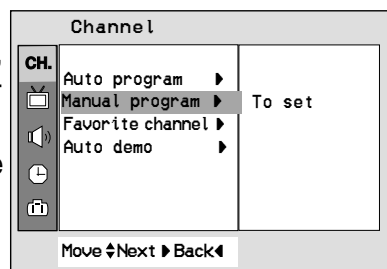 Channel
CH.
Auto program ▶
Manual program ▶ To set
Favorite channel ▶
Auto demo ▶
Move ▲▼ Next ▶ Back ◀